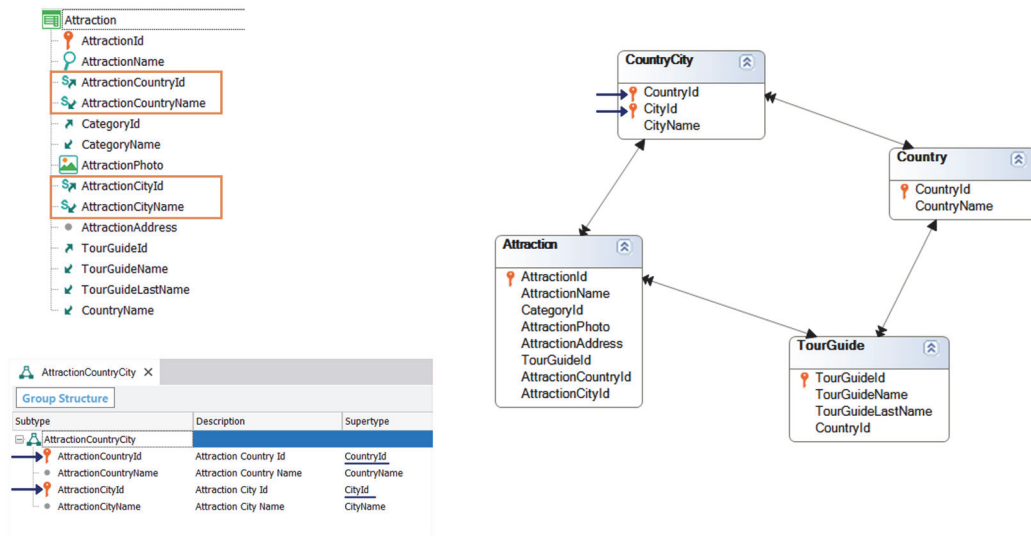 Attraction
AttractionId
AttractionName
AttractionCountryId
AttractionCountryName
CategoryId
CategoryName
AttractionPhoto
AttractionCityId
AttractionCityName
AttractionAddress
TourGuideId
TourGuideName
TourGuideLastName
CountryName
AttractionCountryCity
Group Structure
Subtype Description Supertype
AttractionCountryCity
AttractionCountryId Attraction Country Id CountryId
AttractionCountryName Attraction Country Name CountryName
AttractionCityId Attraction City Id CityId
AttractionCityName Attraction City Name CityName
CountryCity
CountryId
CityId
CityName
Country
CountryId
CountryName
Attraction
AttractionId
AttractionName
CategoryId
AttractionPhoto
AttractionAddress
TourGuideId
AttractionCountryId
AttractionCityId
TourGuide
TourGuideId
TourGuideName
TourGuideLastName
CountryId